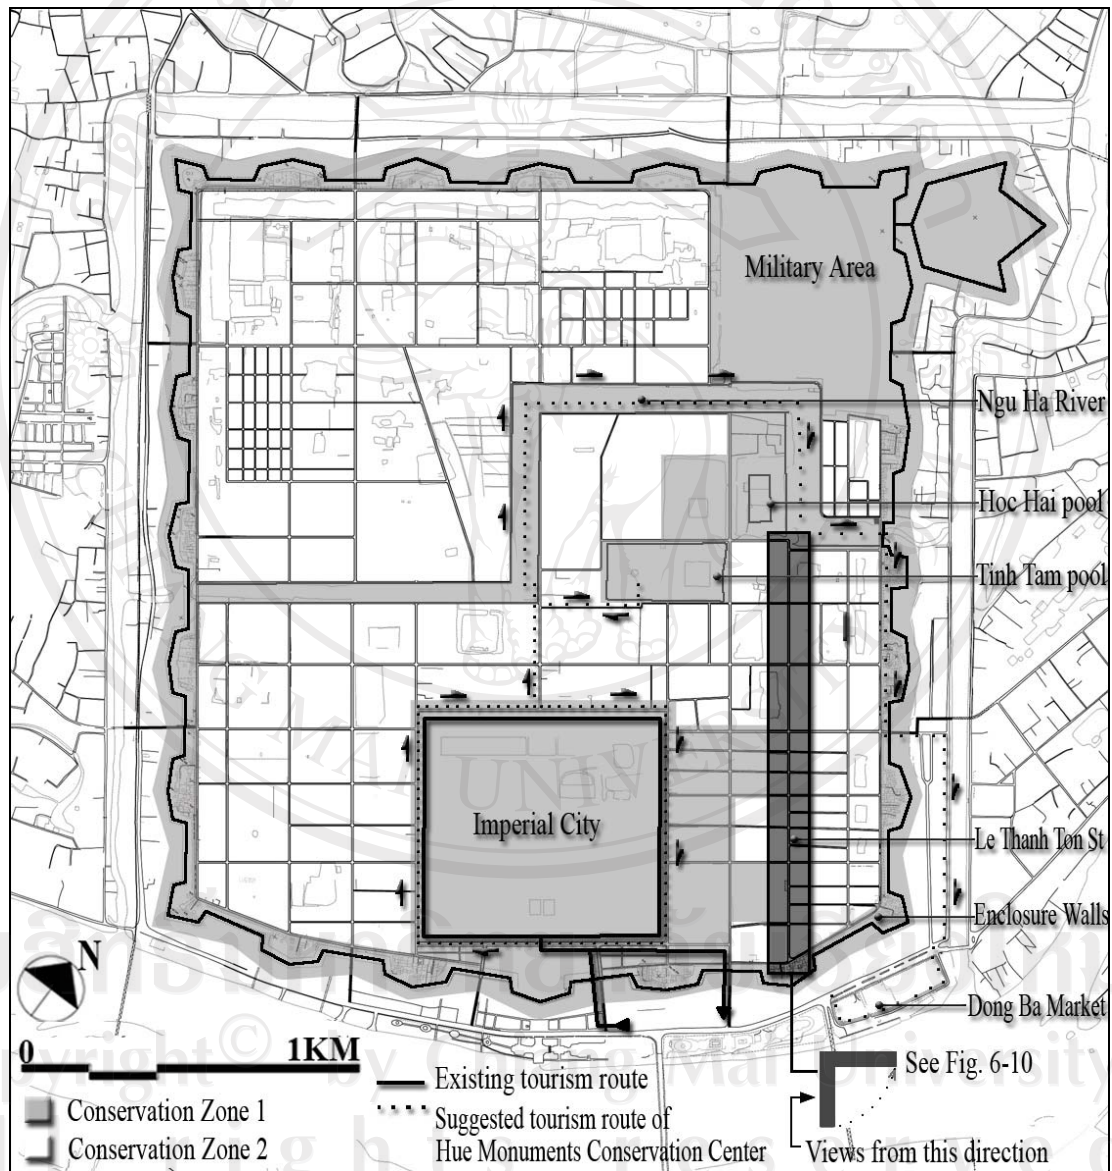 Military Area
Ngu Ha River
Hoc Hai pool
Tinh Tam pool
Imperial City
Le Thanh Ton St
Enclosure Walls
Dong Ba Market
N
0 1KM
Existing tourism route
Suggested tourism route of
Hue Monuments Conservation Center
Conservation Zone 1
Conservation Zone 2
See Fig. 6-10
Views from this direction
Copyright © by Chiang Mai University